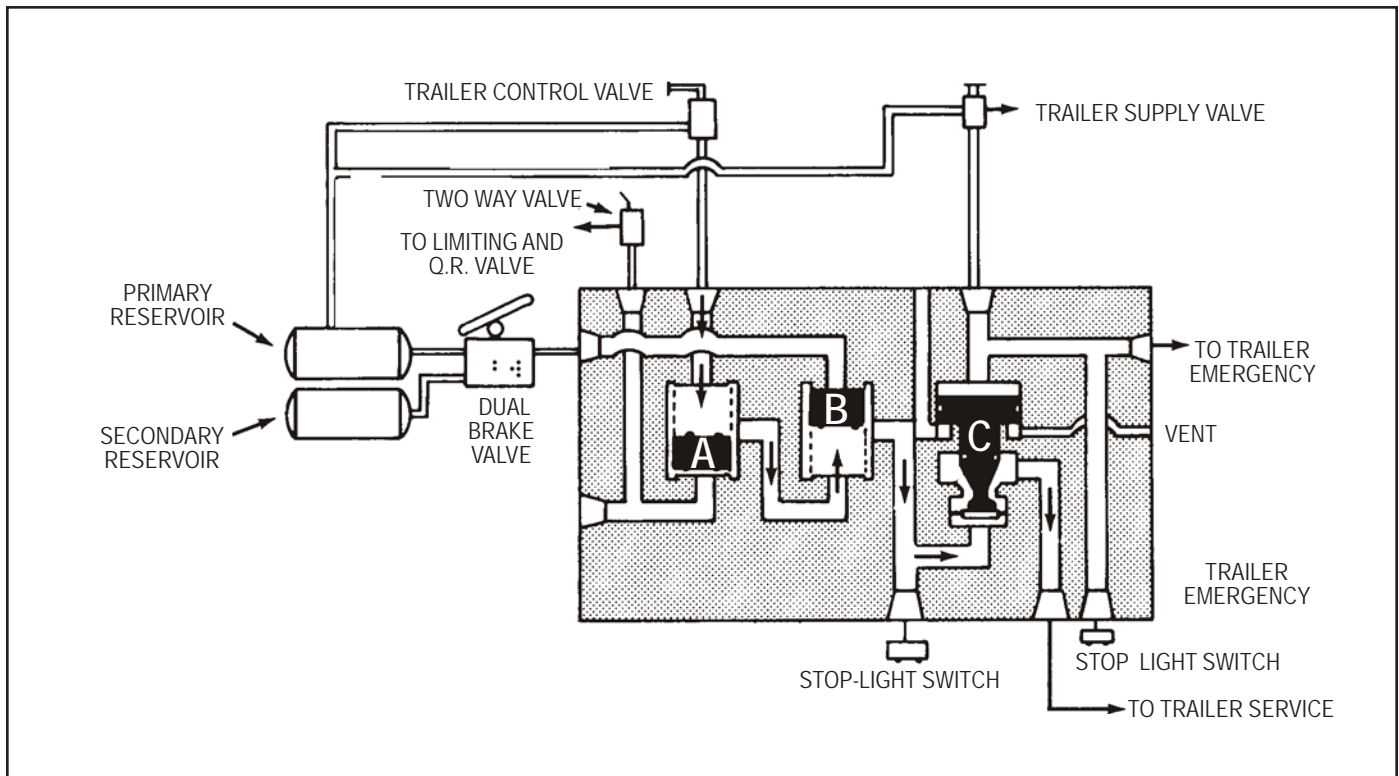 TRAILER CONTROL VALVE
TRAILER SUPPLY VALVE
TWO WAY VALVE
TO LIMITING AND
Q.R. VALVE
PRIMARY
RESERVOIR
SECONDARY
RESERVOIR
DUAL
BRAKE
VALVE
A
B
C
TO TRAILER
EMERGENCY
VENT
TRAILER
EMERGENCY
STOP LIGHT SWITCH
STOP-LIGHT SWITCH
TO TRAILER SERVICE